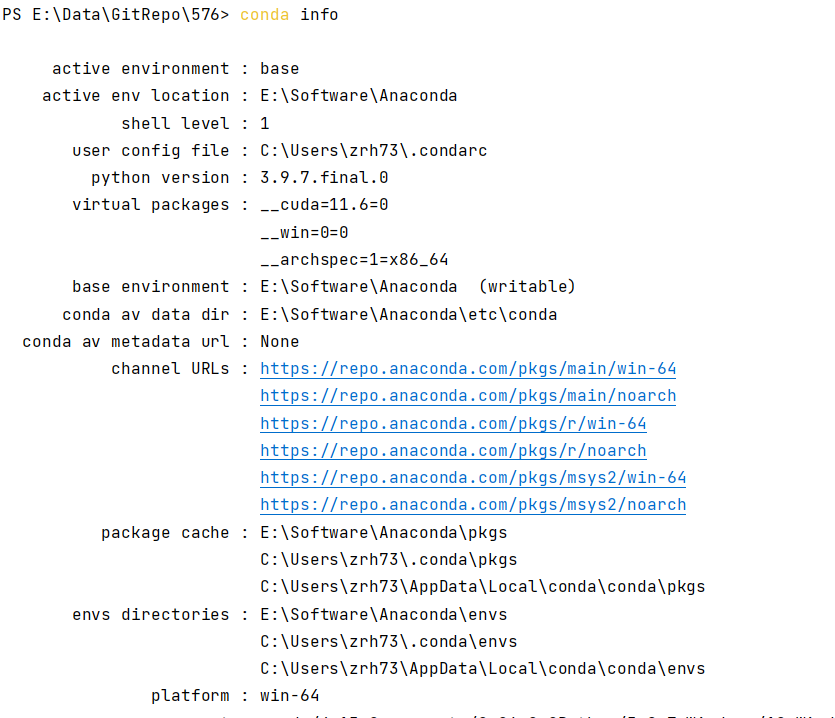 PS E:\Data\GitRepo\576> conda info
active environment : base
active env location : E:\Software\Anaconda
shell level : 1
user config file : C:\Users\zrh73\.condarc
python version : 3.9.7.final.0
virtual packages : __cuda=11.6=0
__win=0=0
__archspec=1=x86_64
base environment : E:\Software\Anaconda  (writable)
conda av data dir : E:\Software\Anaconda\etc\conda
conda av metadata url : None
channel URLs : https://repo.anaconda.com/pkgs/main/win-64
https://repo.anaconda.com/pkgs/main/noarch
https://repo.anaconda.com/pkgs/r/win-64
https://repo.anaconda.com/pkgs/r/noarch
https://repo.anaconda.com/pkgs/msys2/win-64
https://repo.anaconda.com/pkgs/msys2/noarch
package cache : E:\Software\Anaconda\pkgs
C:\Users\zrh73\.conda\pkgs
C:\Users\zrh73\AppData\Local\conda\conda\pkgs
envs directories : E:\Software\Anaconda\envs
C:\Users\zrh73\.conda\envs
C:\Users\zrh73\AppData\Local\conda\conda\envs
platform : win-64